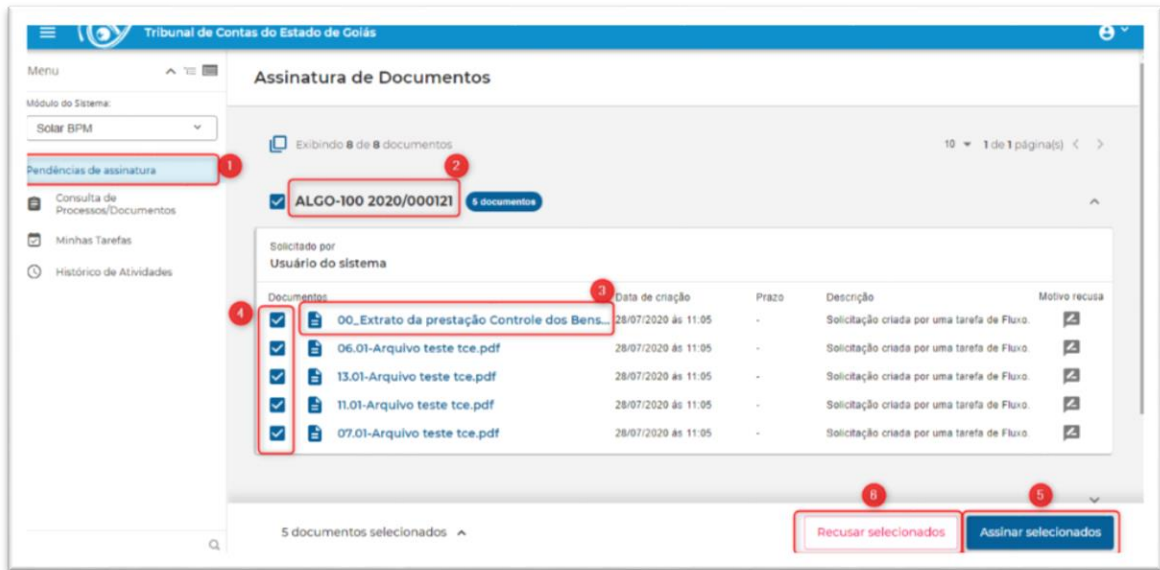 Tribunal de Contas do Estado de Goiás
Menu
Módulo do Sistema:
Solar BPM
Pendências de assinatura
1
Consulta de
Processos/Documentos
Minhas Tarefas
Histórico de Atividades
Assinatura de Documentos
Exibindo 8 de 8 documentos
10
1 de 1 página(s) < >
2
ALGO-100 2020/000121
5 documentos
Solicitado por
Usuário do sistema
3
Documentos Data de criação Prazo Descrição Motivo recusa
4
00_Extrato da prestação Controle dos Bens... 28/07/2020 às 11:05 - Solicitação criada por uma tarefa de Fluxo.
06.01-Arquivo teste tce.pdf 28/07/2020 às 11:05 - Solicitação criada por uma tarefa de Fluxo.
13.01-Arquivo teste tce.pdf 28/07/2020 às 11:05 - Solicitação criada por uma tarefa de Fluxo.
11.01-Arquivo teste tce.pdf 28/07/2020 às 11:05 - Solicitação criada por uma tarefa de Fluxo.
07.01-Arquivo teste tce.pdf 28/07/2020 às 11:05 - Solicitação criada por uma tarefa de Fluxo.
6
5
5 documentos selecionados
Recusar selecionados
Assinar selecionados